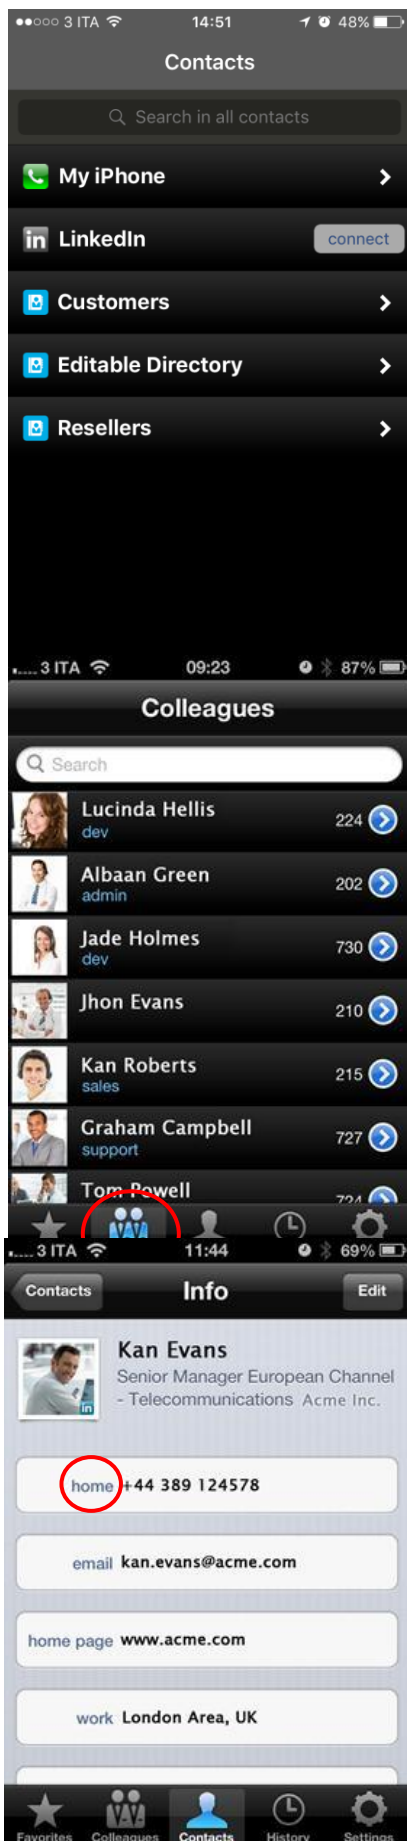 3 ITA 14:51 48%
Contacts
Search in all contacts
My iPhone
in LinkedIn connect
Customers
Editable Directory
Resellers
3 ITA 09:23 87%
Colleagues
Search
Lucinda Hellis
dev
224
Albaan Green
admin
202
Jade Holmes
dev
730
Jhon Evans
210
Kan Roberts
sales
215
Graham Campbell
support
727
Tom Powell
724
3 ITA 11:44 69%
Contacts Info Edit
Kan Evans
Senior Manager European Channel
- Telecommunications Acme Inc.
in
home +44 389 124578
email kan.evans@acme.com
home page www.acme.com
work London Area, UK
Favorites Colleagues Contacts History Settings